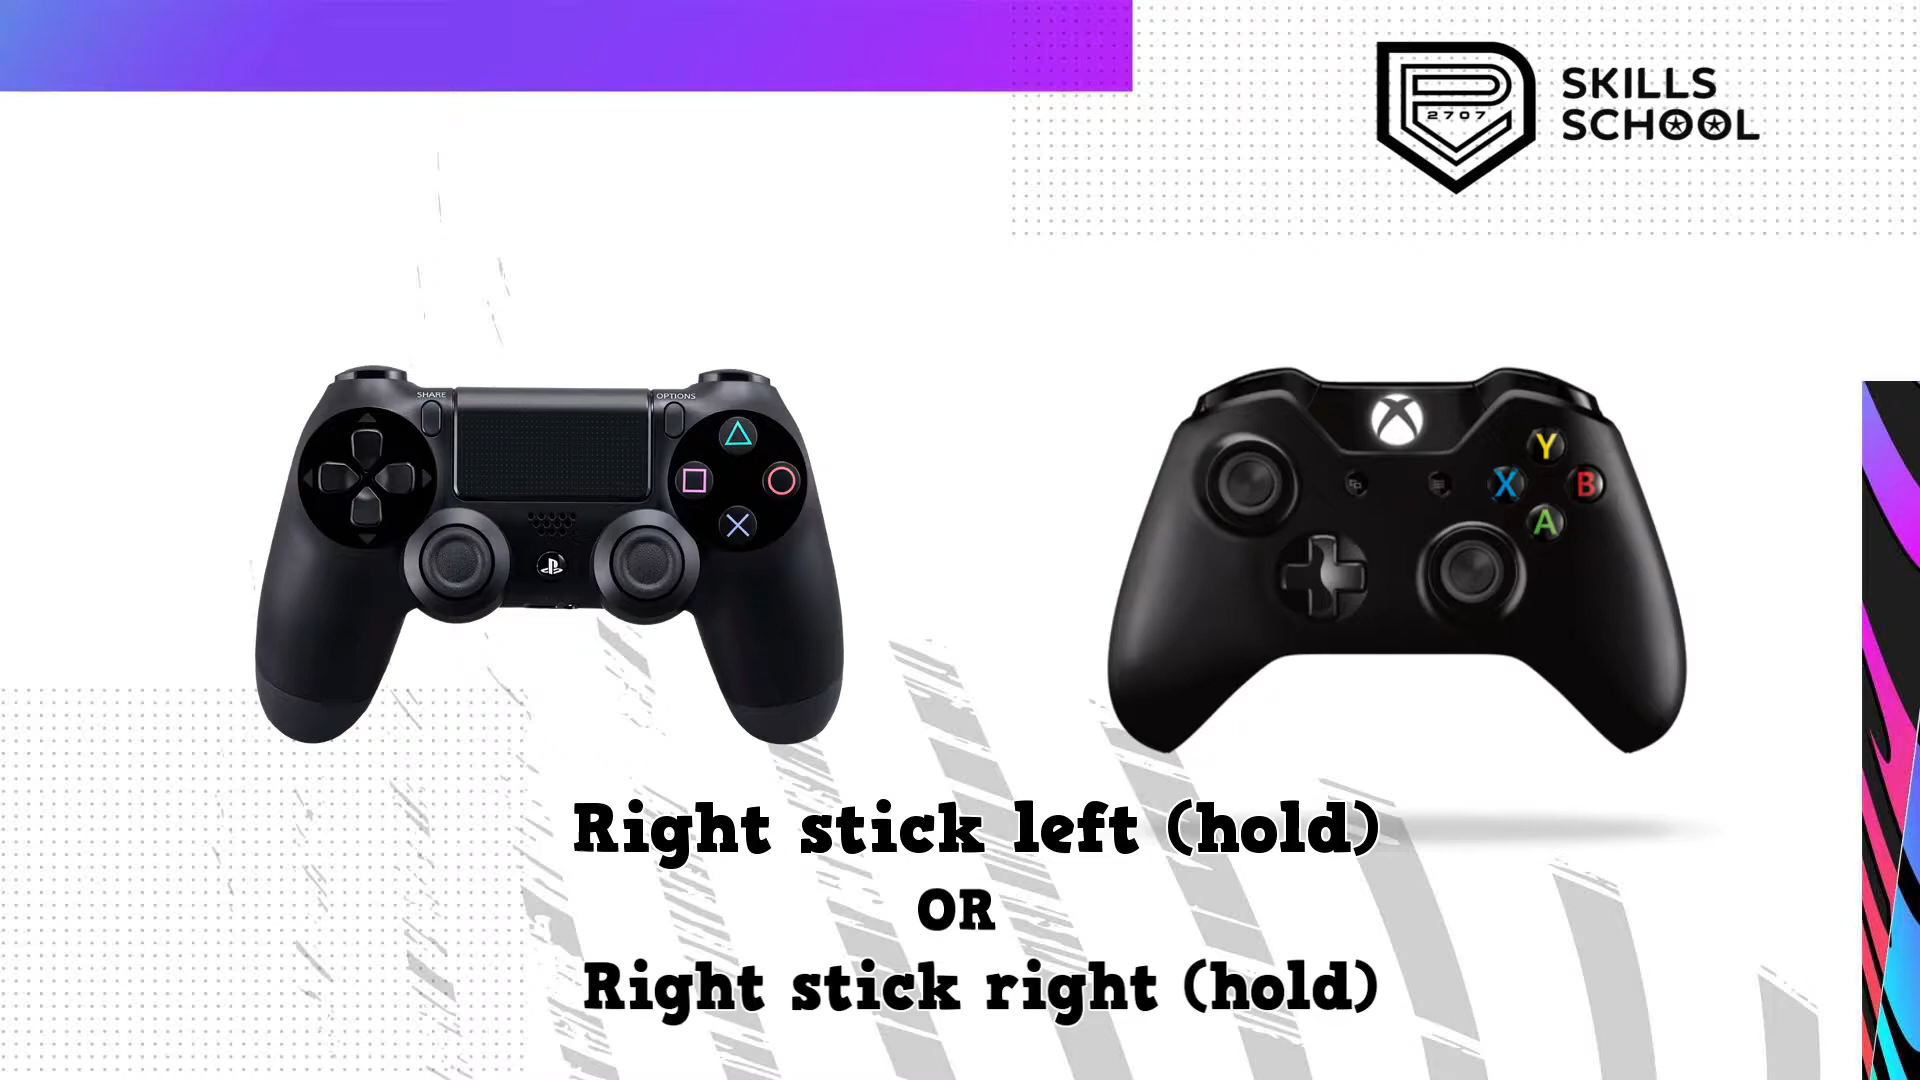 SKILLS
SCHOOL
2707
SHARE
OPTIONS
Y
X
B
A
Right stick left (hold)
OR
Right stick right (hold)